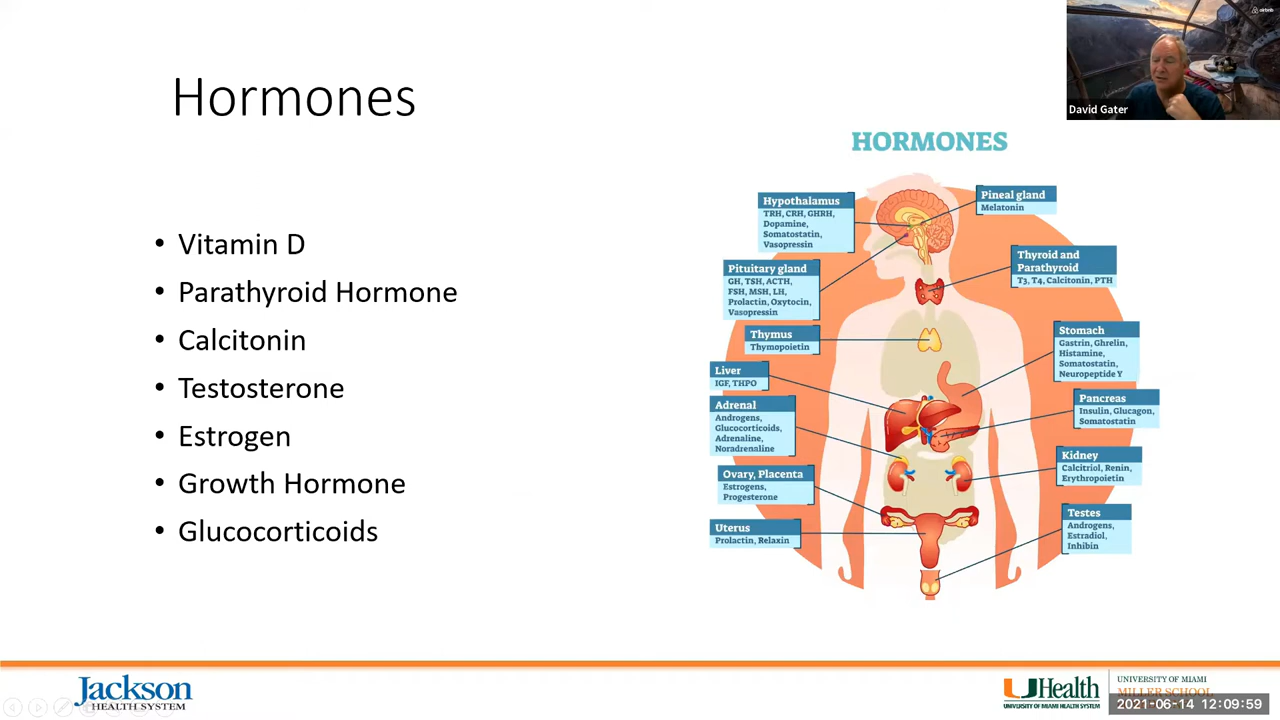 airbnb
David Gater
Hormones
• Vitamin D
• Parathyroid Hormone
• Calcitonin
• Testosterone
• Estrogen
• Growth Hormone
• Glucocorticoids
HORMONES
Hypothalamus
TRH, CRH, GHRH,
Dopamine,
Somatostatin,
Vasopressin
Pineal gland
Melatonin
Pituitary gland
GH, TSH, ACTH,
FSH, MSH, LH,
Prolactin, Oxytocin,
Vasopressin
Thyroid and
Parathyroid
T3, T4, Calcitonin, PTH
Thymus
Thymopoietin
Stomach
Gastrin, Ghrelin,
Histamine,
Somatostatin,
Neuropeptide Y
Liver
IGF, THPO
Pancreas
Insulin, Glucagon,
Somatostatin
Adrenal
Androgens,
Glucocorticoids,
Adrenaline,
Noradrenaline
Kidney
Calcitriol, Renin,
Erythropoietin
Ovary, Placenta
Estrogens,
Progesterone
Testes
Androgens,
Estradiol,
Inhibin
Uterus
Prolactin, Relaxin
Jackson
HEALTH SYSTEM
UHealth
UNIVERSITY OF MIAMI HEALTH SYSTEM
UNIVERSITY OF MIAMI
MILLER SCHOOL
2021-06-14 12:09:59